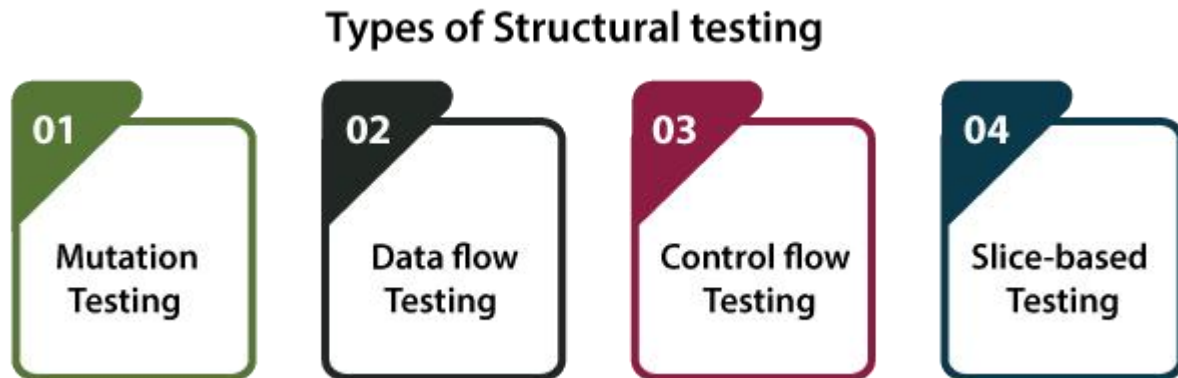 Types of Structural testing
01
Mutation
Testing
02
Data flow
Testing
03
Control flow
Testing
04
Slice-based
Testing